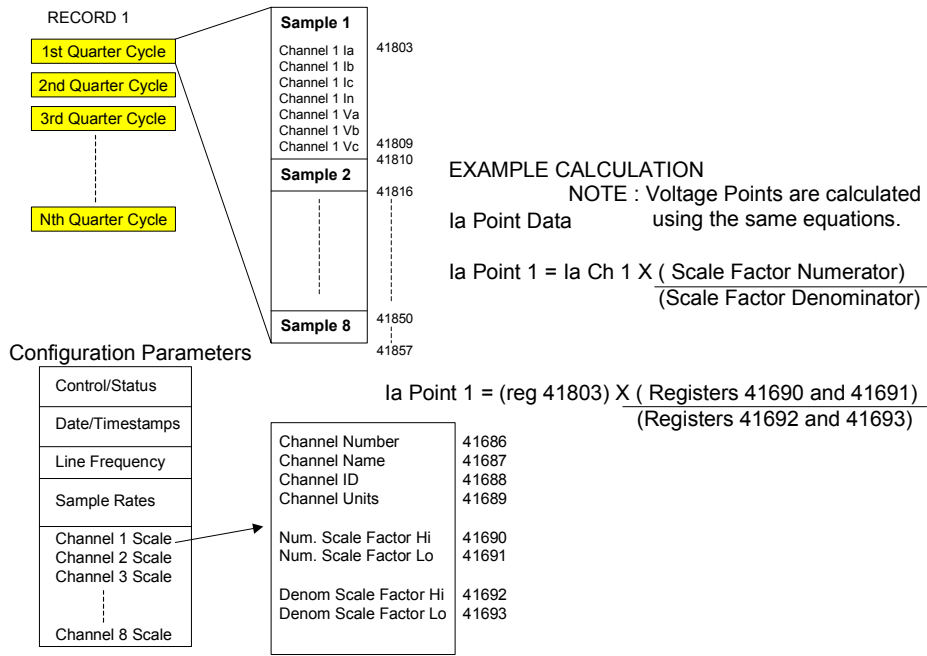 RECORD 1
1st Quarter Cycle
2nd Quarter Cycle
3rd Quarter Cycle
Nth Quarter Cycle
Sample 1
Channel 1 Ia 41803
Channel 1 Ib
Channel 1 Ic
Channel 1 In
Channel 1 Va
Channel 1 Vb
Channel 1 Vc 41809
41810
Sample 2
41816
Sample 8 41850
41857
EXAMPLE CALCULATION
NOTE : Voltage Points are calculated
Ia Point Data using the same equations.
Ia Point 1 = Ia Ch 1 X ( Scale Factor Numerator)
(Scale Factor Denominator)
Ia Point 1 = (reg 41803) X ( Registers 41690 and 41691)
(Registers 41692 and 41693)
Configuration Parameters
Control/Status
Date/Timestamps
Line Frequency
Sample Rates
Channel 1 Scale
Channel 2 Scale
Channel 3 Scale
Channel 8 Scale
Channel Number 41686
Channel Name 41687
Channel ID 41688
Channel Units 41689
Num. Scale Factor Hi 41690
Num. Scale Factor Lo 41691
Denom Scale Factor Hi 41692
Denom Scale Factor Lo 41693